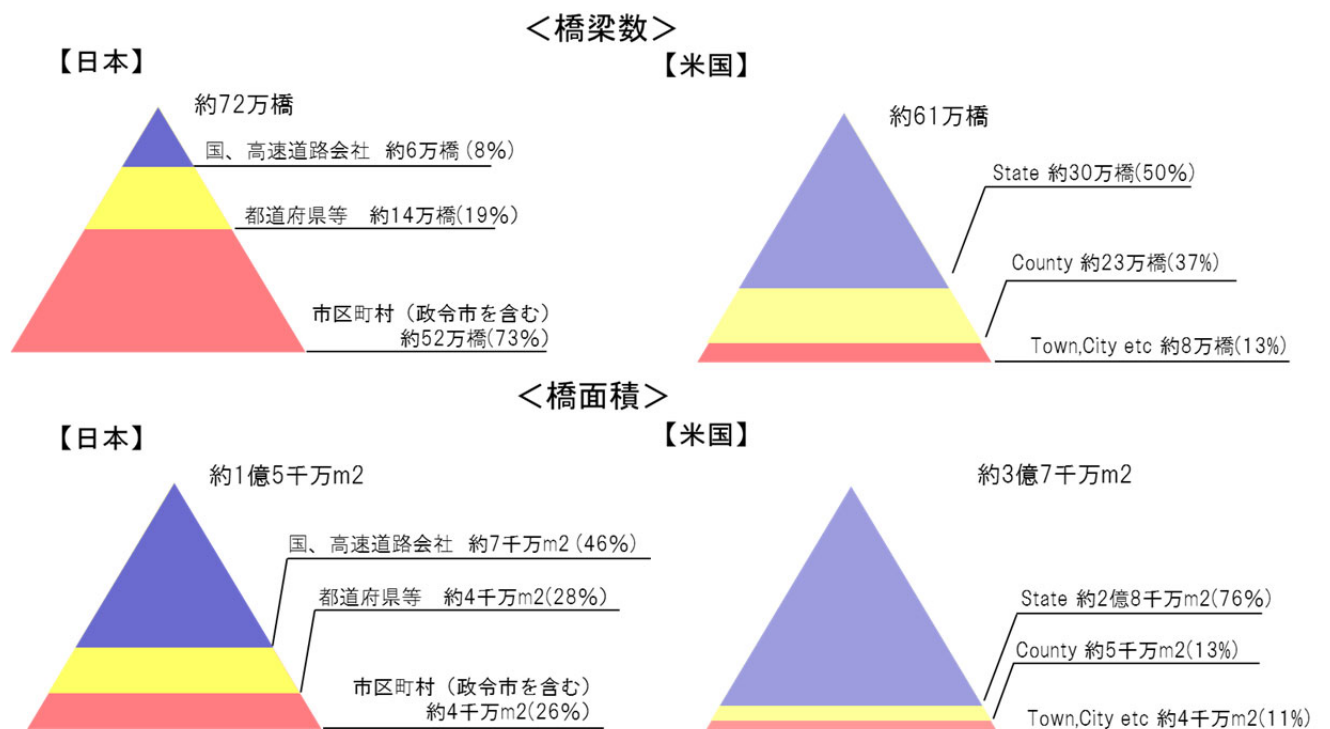 ＜橋梁数＞
【日本】
約72万橋
国、高速道路会社 約6万橋(8%)
都道府県等 約14万橋(19%)
市区町村（政令市を含む）
約52万橋(73%)
【米国】
約61万橋
State 約30万橋(50%)
County 約23万橋(37%)
Town,City etc 約8万橋(13%)
＜橋面積＞
【日本】
約1億5千万m2
国、高速道路会社 約7千万m2(46%)
都道府県等 約4千万m2(28%)
市区町村（政令市を含む）
約4千万m2(26%)
【米国】
約3億7千万m2
State 約2億8千万m2(76%)
County 約5千万m2(13%)
Town,City etc 約4千万m2(11%)